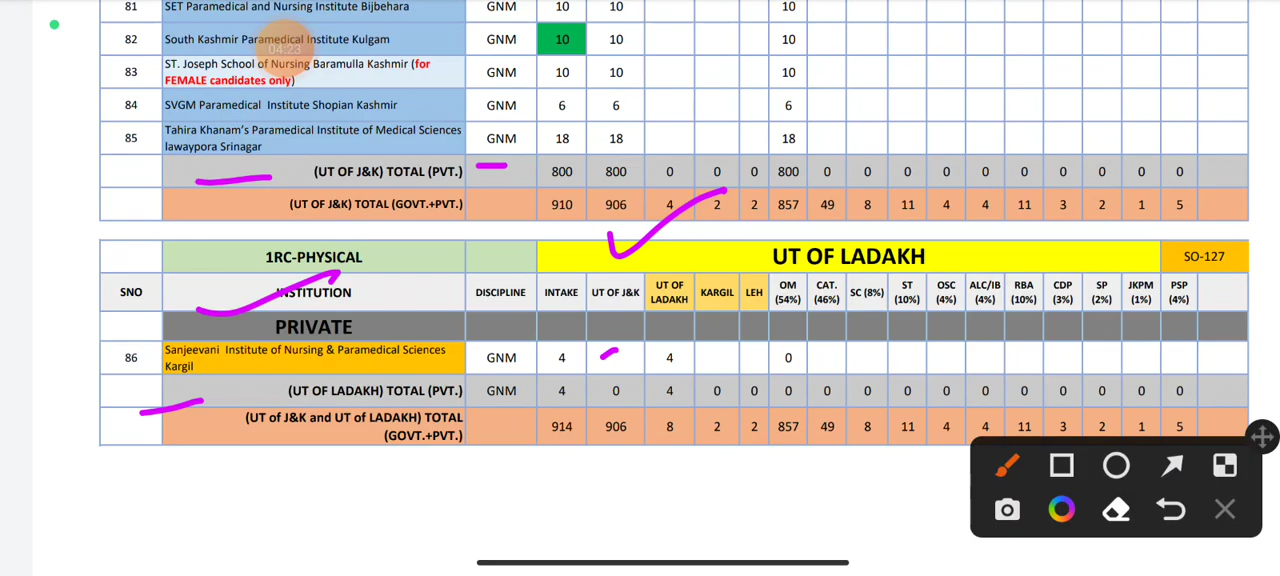 81 SET Paramedical and Nursing Institute Bijbehara GNM 10 10 10
82 South Kashmir Paramedical Institute Kulgam GNM 10 10 10
04:23
83 ST. Joseph School of Nursing Baramulla Kashmir (for FEMALE candidates only) GNM 10 10 10
84 SVGM Paramedical Institute Shopian Kashmir GNM 6 6 6
85 Tahira Khanam's Paramedical Institute of Medical Sciences lawaypora Srinagar GNM 18 18 18
(UT OF J&K) TOTAL (PVT.) 800 800 0 0 0 800 0 0 0 0 0 0 0 0 0 0
(UT OF J&K) TOTAL (GOVT.+PVT.) 910 906 4 2 2 857 49 8 11 4 4 11 3 2 1 5
1RC-PHYSICAL UT OF LADAKH SO-127
SNO INSTITUTION DISCIPLINE INTAKE UT OF J&K UT OF LADAKH KARGIL LEH OM (54%) CAT. (46%) SC (8%) ST (10%) OSC (4%) ALC/IB (4%) RBA (10%) CDP (3%) SP (2%) JKPM (1%) PSP (4%)
PRIVATE
86 Sanjeevani Institute of Nursing & Paramedical Sciences Kargil GNM 4 4 0
(UT OF LADAKH) TOTAL (PVT.) GNM 4 0 4 0 0 0 0 0 0 0 0 0 0 0 0 0
(UT of J&K and UT of LADAKH) TOTAL (GOVT.+PVT.) 914 906 8 2 2 857 49 8 11 4 4 11 3 2 1 5